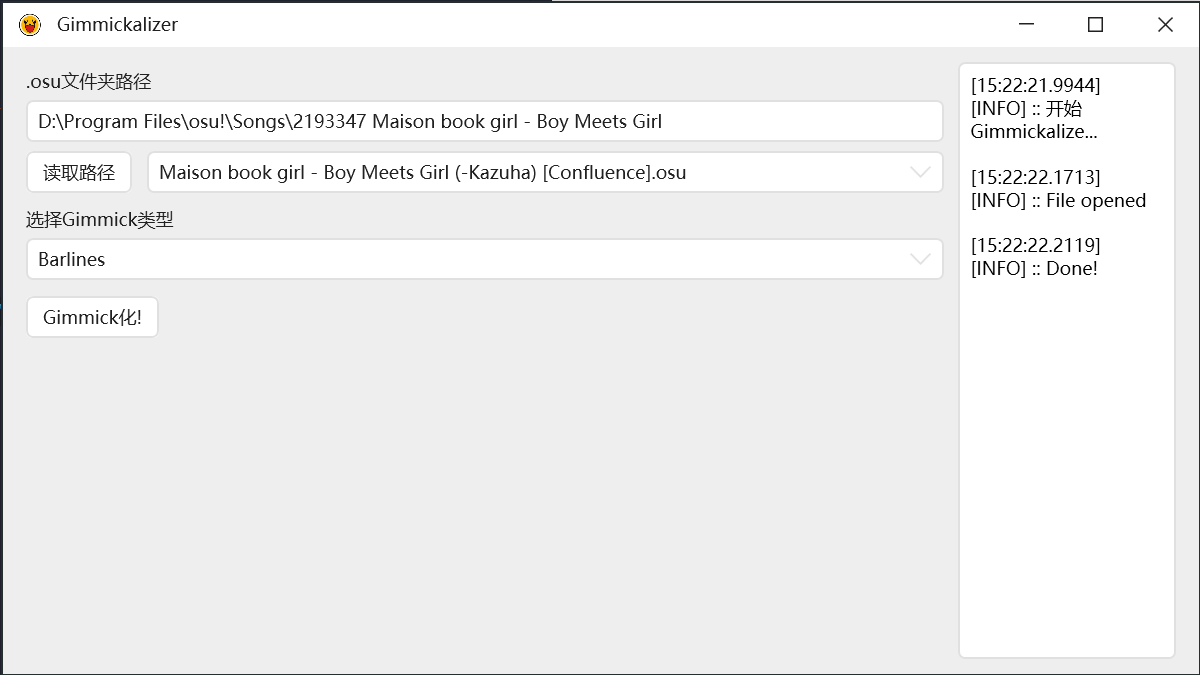 Gimmickalizer
.osu文件夹路径
D:\Program Files\osu!\Songs\2193347 Maison book girl - Boy Meets Girl
读取路径
Maison book girl - Boy Meets Girl (-Kazuha) [Confluence].osu
选择Gimmick类型
Barlines
Gimmick化!
[15:22:21.9944]
[INFO] :: 开始
Gimmickalize...
[15:22:22.1713]
[INFO] :: File opened
[15:22:22.2119]
[INFO] :: Done!